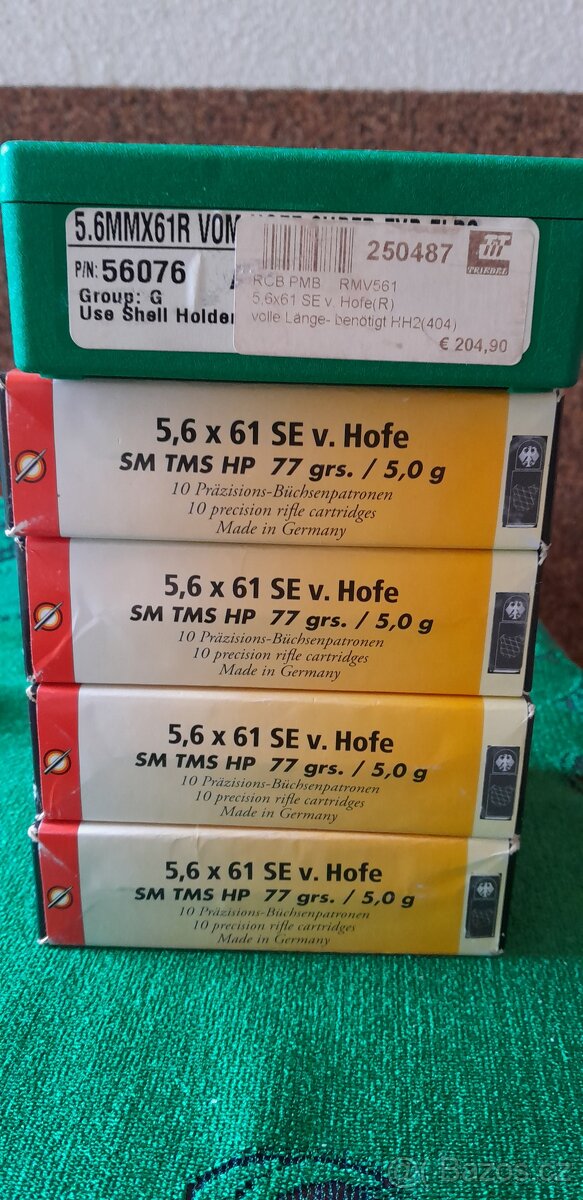 5.6MMX61R VOM
P/N: 56076
Group: G
Use Shell Holder
250487
TRIEBEL
RCB PMB RMV561
5,6x61 SE v. Hofe(R)
volle Länge- benötigt HH2(404)
€ 204,90
5,6 x 61 SE v. Hofe
SM TMS HP 77 grs. / 5,0 g
10 Präzisions-Büchsenpatronen
10 precision rifle cartridges
Made in Germany
5,6 x 61 SE v. Hofe
SM TMS HP 77 grs. / 5,0 g
10 Präzisions-Büchsenpatronen
10 precision rifle cartridges
Made in Germany
5,6 x 61 SE v. Hofe
SM TMS HP 77 grs. / 5,0 g
10 Präzisions-Büchsenpatronen
10 precision rifle cartridges
Made in Germany
5,6 x 61 SE v. Hofe
SM TMS HP 77 grs. / 5,0 g
10 Präzisions-Büchsenpatronen
10 precision rifle cartridges
Made in Germany
Bazos.cz